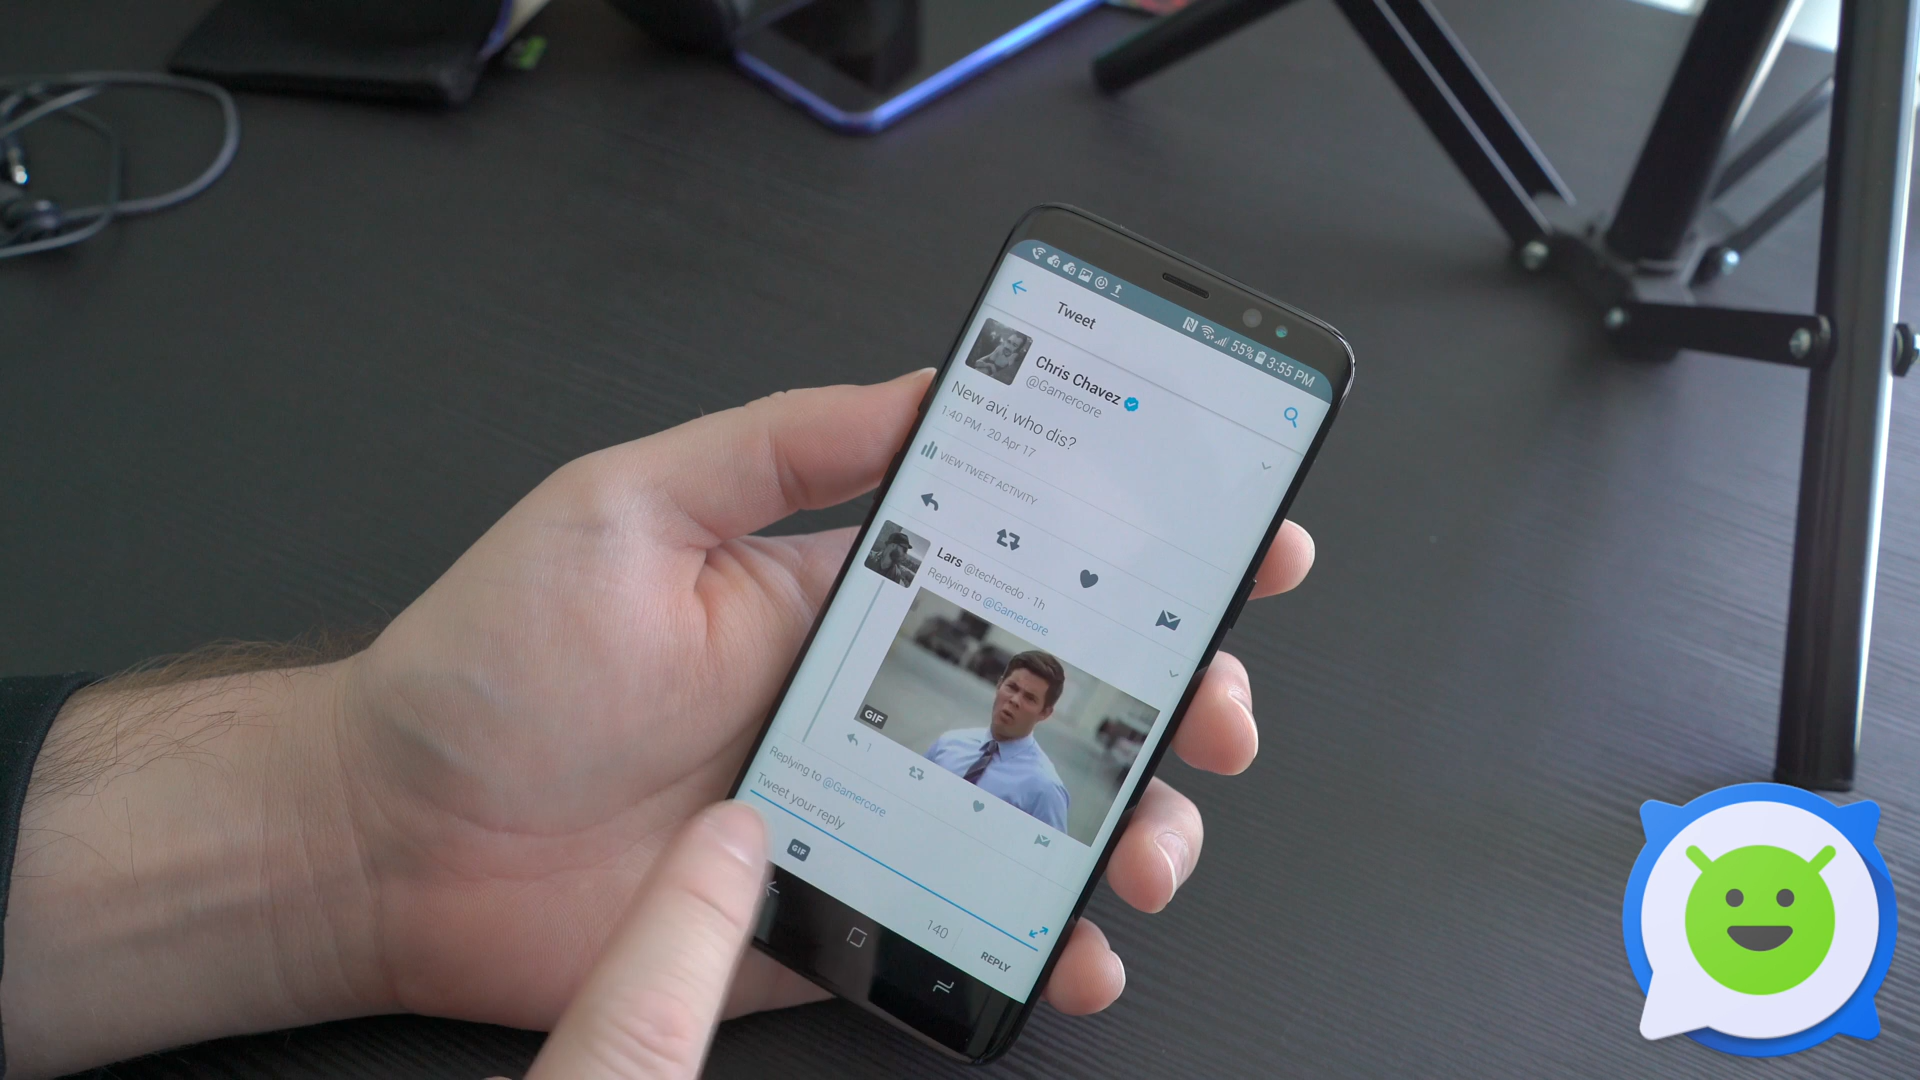 55% 3:55 PM
Tweet
Chris Chavez
@Gamercore
New avi, who dis?
1:40 PM · 20 Apr 17
VIEW TWEET ACTIVITY
Lars @techcredo · 1h
Replying to @Gamercore
GIF
1
Replying to @Gamercore
Tweet your reply
GIF
140
REPLY